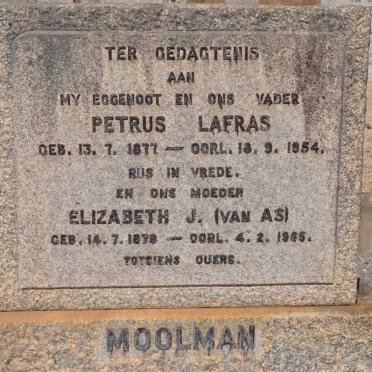 TER GEDAGTENIS
AAN
MY EGGENOOT EN ONS VADER
PETRUS LAFRAS
GEB. 13. 7. 1877 — OORL. 18. 9. 1954.
RUS IN VREDE.
EN ONS MOEDER
ELIZABETH J. (VAN AS)
GEB. 14. 7. 1878 — OORL. 4. 2. 1965.
TOTSIENS OUERS.
MOOLMAN